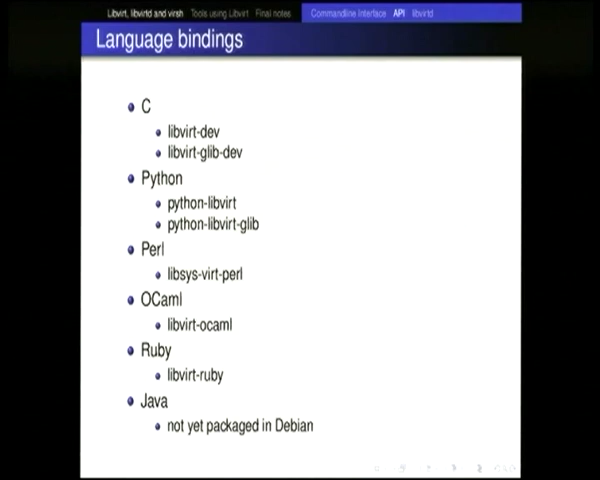 Libvirt, libvirtd and virsh Tools using Libvirt Final notes Commandline Interface API libvirtd
Language bindings
C
libvirt-dev
libvirt-glib-dev
Python
python-libvirt
python-libvirt-glib
Perl
libsys-virt-perl
OCaml
libvirt-ocaml
Ruby
libvirt-ruby
Java
not yet packaged in Debian